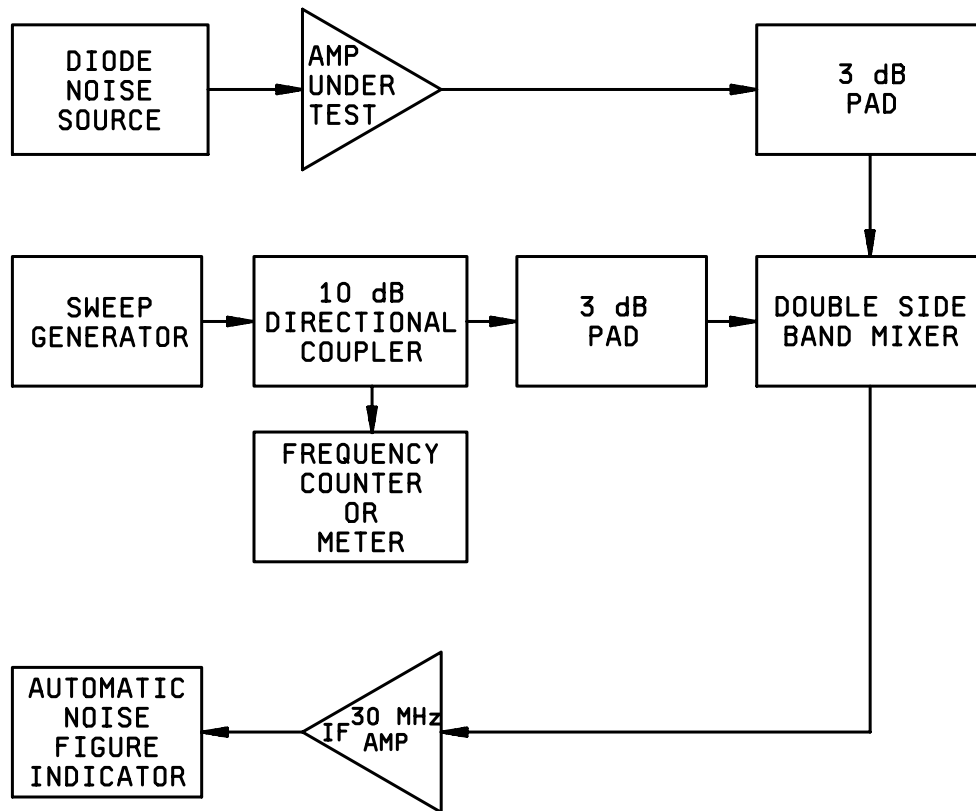 DIODE
NOISE
SOURCE
AMP
UNDER
TEST
3 dB
PAD
SWEEP
GENERATOR
10 dB
DIRECTIONAL
COUPLER
3 dB
PAD
DOUBLE SIDE
BAND MIXER
FREQUENCY
COUNTER
OR
METER
AUTOMATIC
NOISE
FIGURE
INDICATOR
IF 30 MHz
AMP